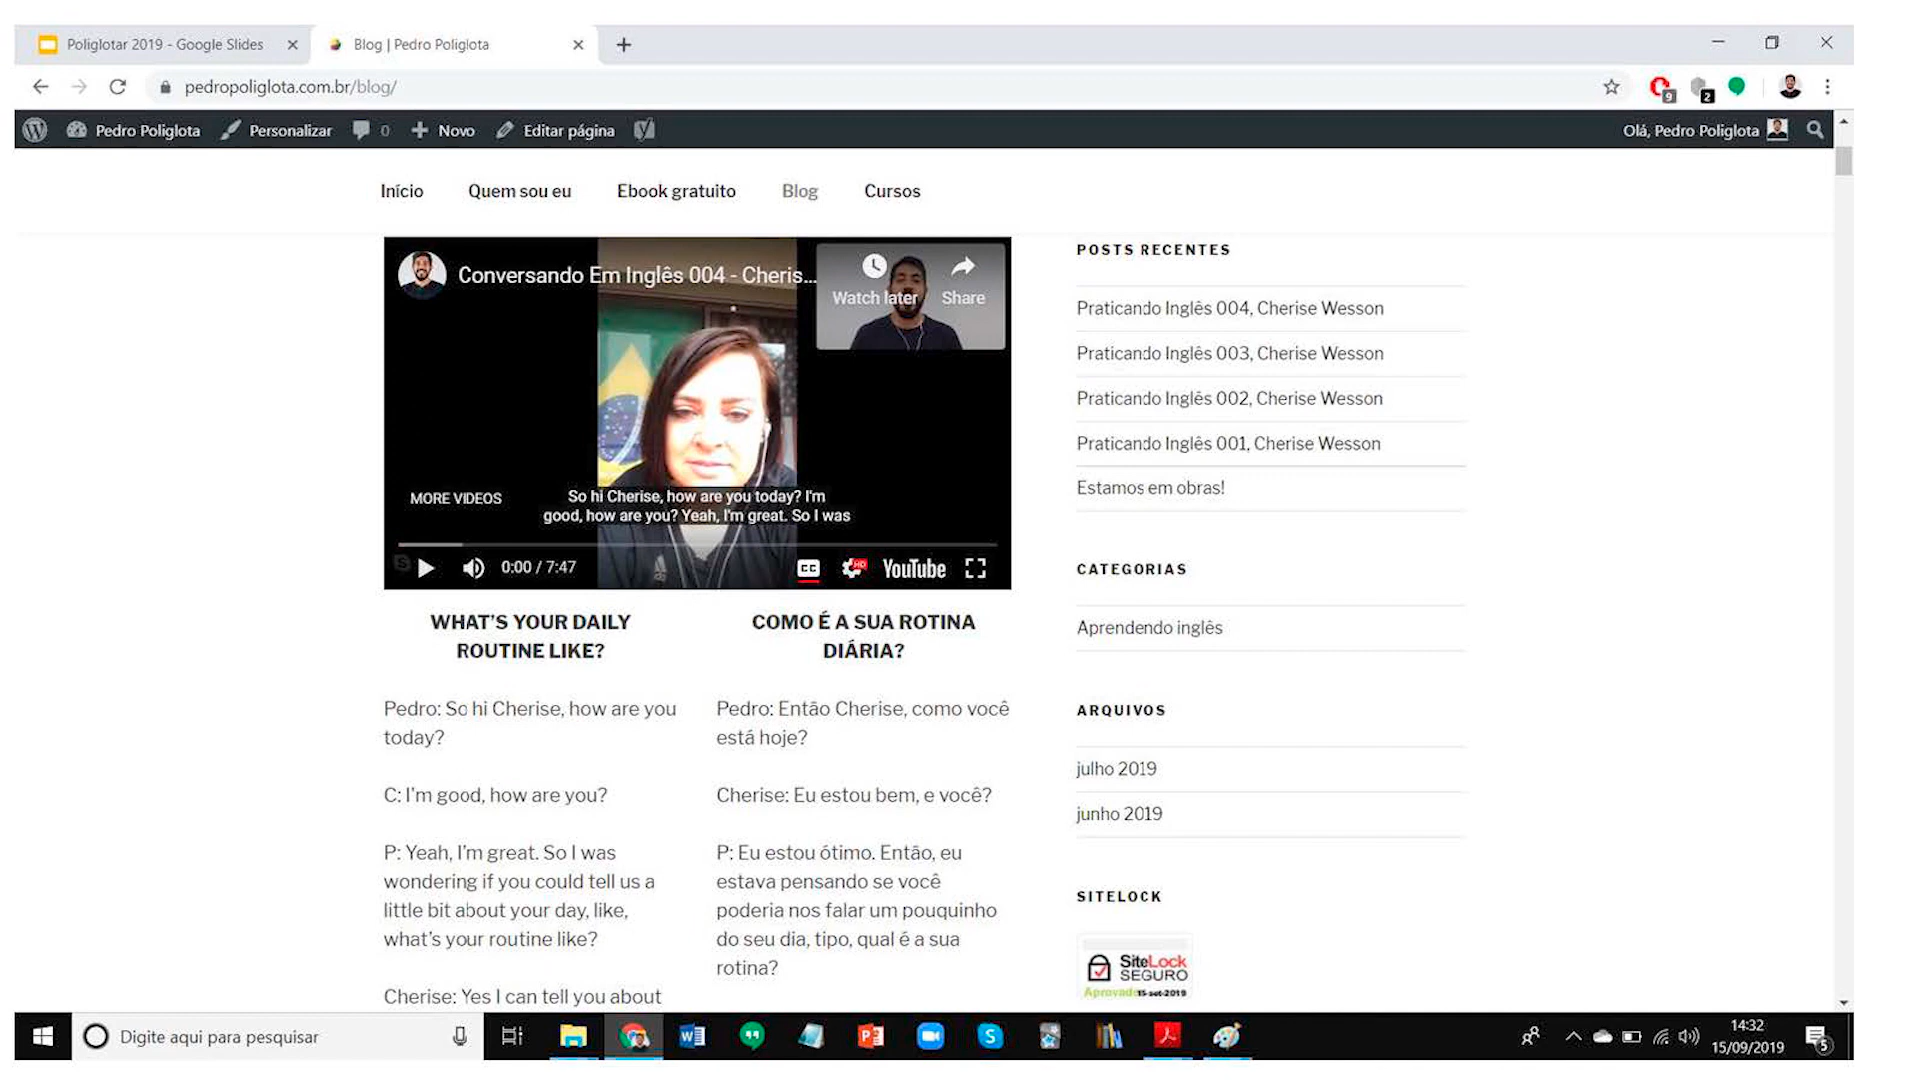 Poliglotar 2019 - Google Slides
Blog | Pedro Poliglota
pedropoliglota.com.br/blog/
9
2
Pedro Poliglota
Personalizar
0
Novo
Editar página
Olá, Pedro Poliglota
Início
Quem sou eu
Ebook gratuito
Blog
Cursos
Conversando Em Inglês 004 - Cheris...
Watch later
Share
MORE VIDEOS
So hi Cherise, how are you today? I'm
good, how are you? Yeah, I'm great. So I was
0:00 / 7:47
CC
HD
YouTube
WHAT'S YOUR DAILY
ROUTINE LIKE?
Pedro: So hi Cherise, how are you
today?
C: I'm good, how are you?
P: Yeah, I'm great. So I was
wondering if you could tell us a
little bit about your day, like,
what's your routine like?
Cherise: Yes I can tell you about
COMO É A SUA ROTINA
DIÁRIA?
Pedro: Então Cherise, como você
está hoje?
Cherise: Eu estou bem, e você?
P: Eu estou ótimo. Então, eu
estava pensando se você
poderia nos falar um pouquinho
do seu dia, tipo, qual é a sua
rotina?
POSTS RECENTES
Praticando Inglês 004, Cherise Wesson
Praticando Inglês 003, Cherise Wesson
Praticando Inglês 002, Cherise Wesson
Praticando Inglês 001, Cherise Wesson
Estamos em obras!
CATEGORIAS
Aprendendo inglês
ARQUIVOS
julho 2019
junho 2019
SITELOCK
SiteLock
SEGURO
Aprovado 15-set-2019
Digite aqui para pesquisar
14:32
15/09/2019
5